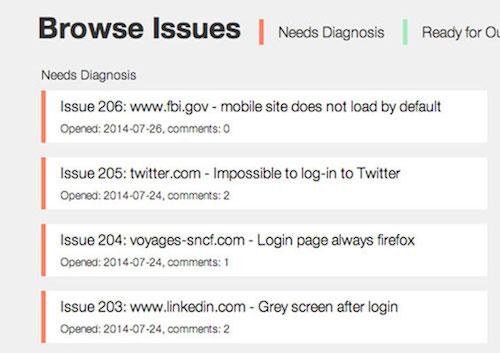 Browse Issues
Needs Diagnosis
Ready for
Needs Diagnosis
Issue 206: www.fbi.gov - mobile site does not load by default
Opened: 2014-07-26, comments: 0
Issue 205: twitter.com - Impossible to log-in to Twitter
Opened: 2014-07-24, comments: 2
Issue 204: voyages-sncf.com - Login page always firefox
Opened: 2014-07-24, comments: 1
Issue 203: www.linkedin.com - Grey screen after login
Opened: 2014-07-24, comments: 2